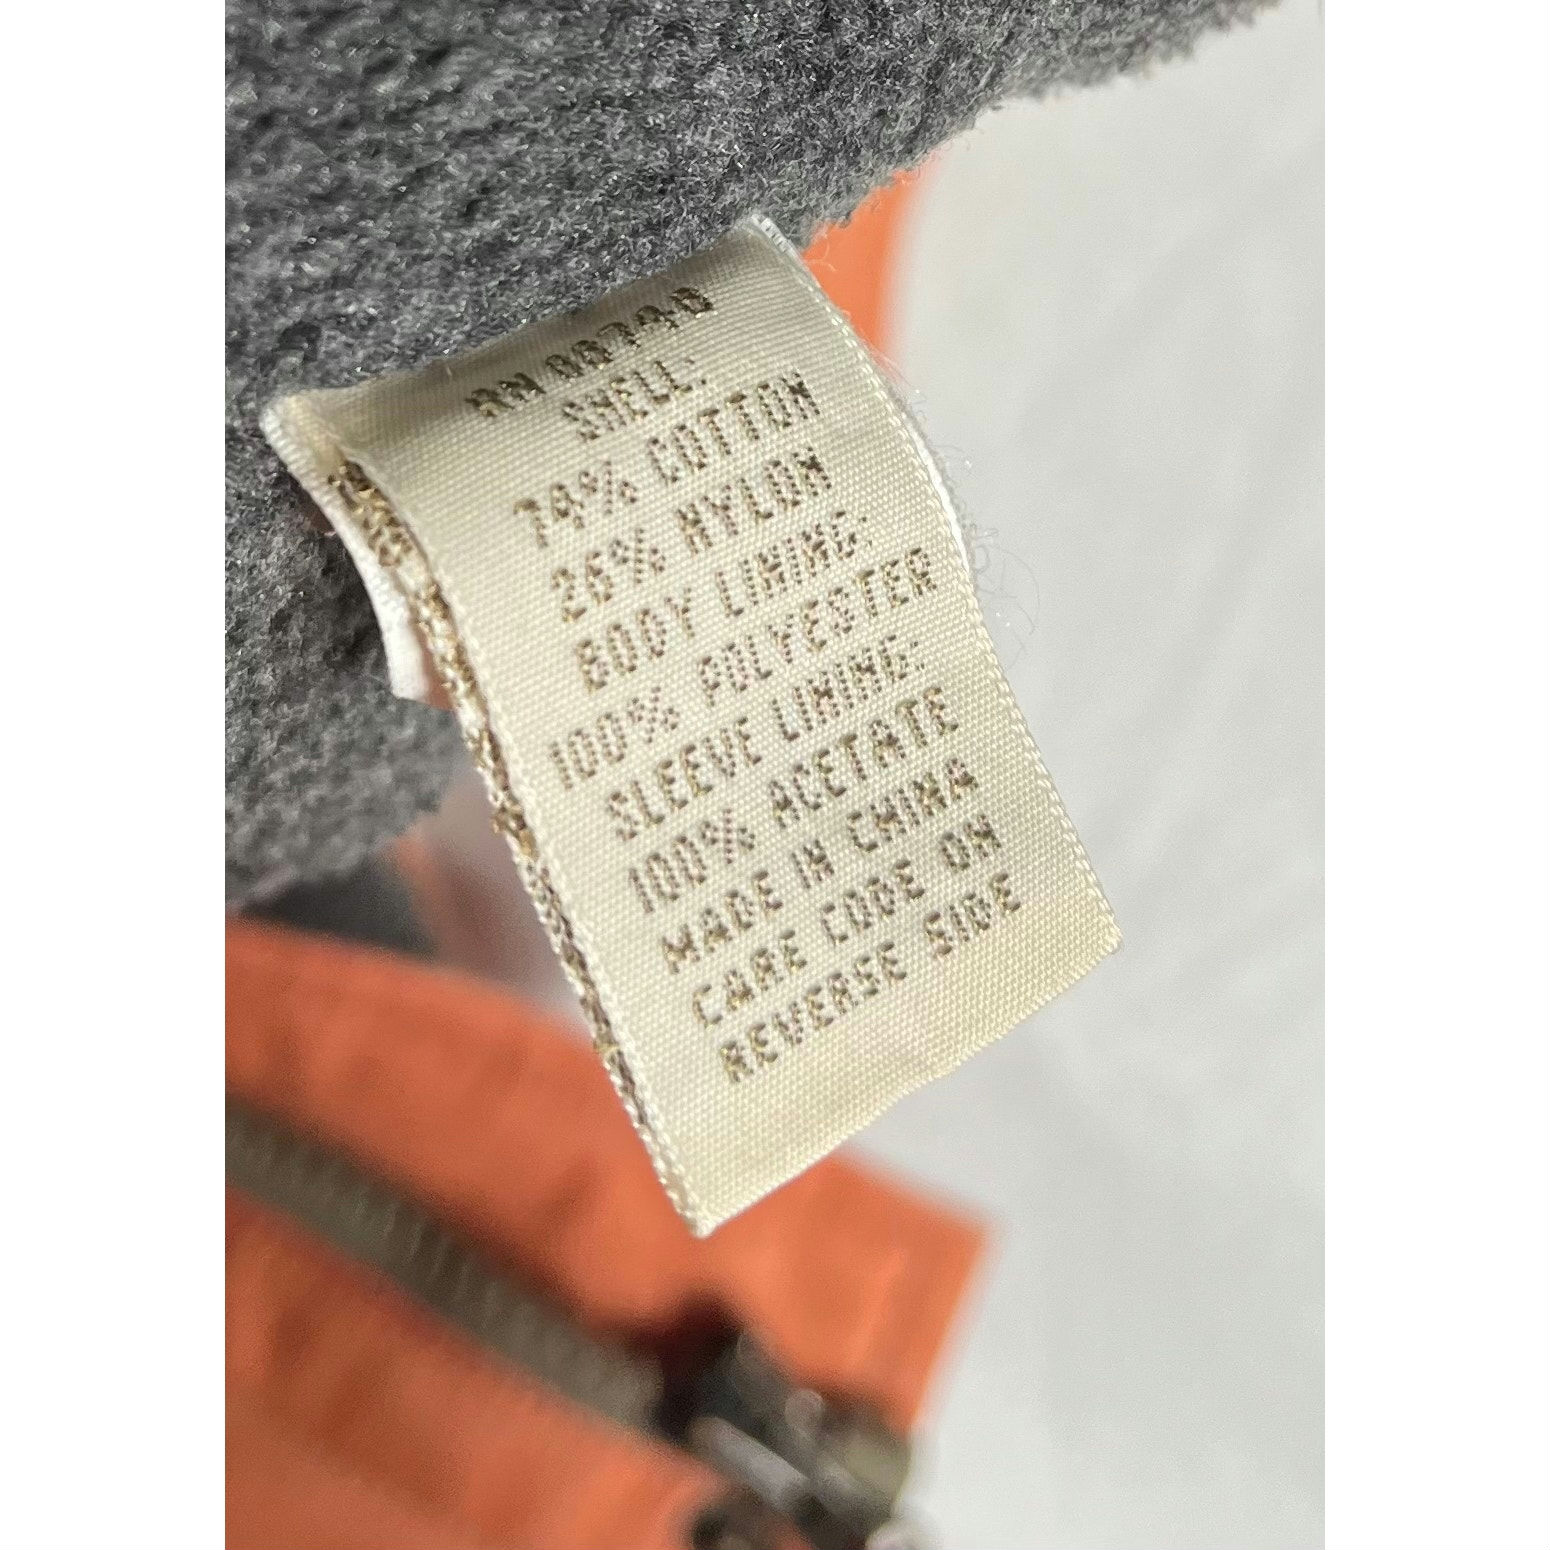 RN
SHELL:
74% COTTON
26% NYLON
BODY LINING:
100% POLYESTER
SLEEVE LINING:
100% ACETATE
MADE IN CHINA
CARE CODE ON
REVERSE SIDE